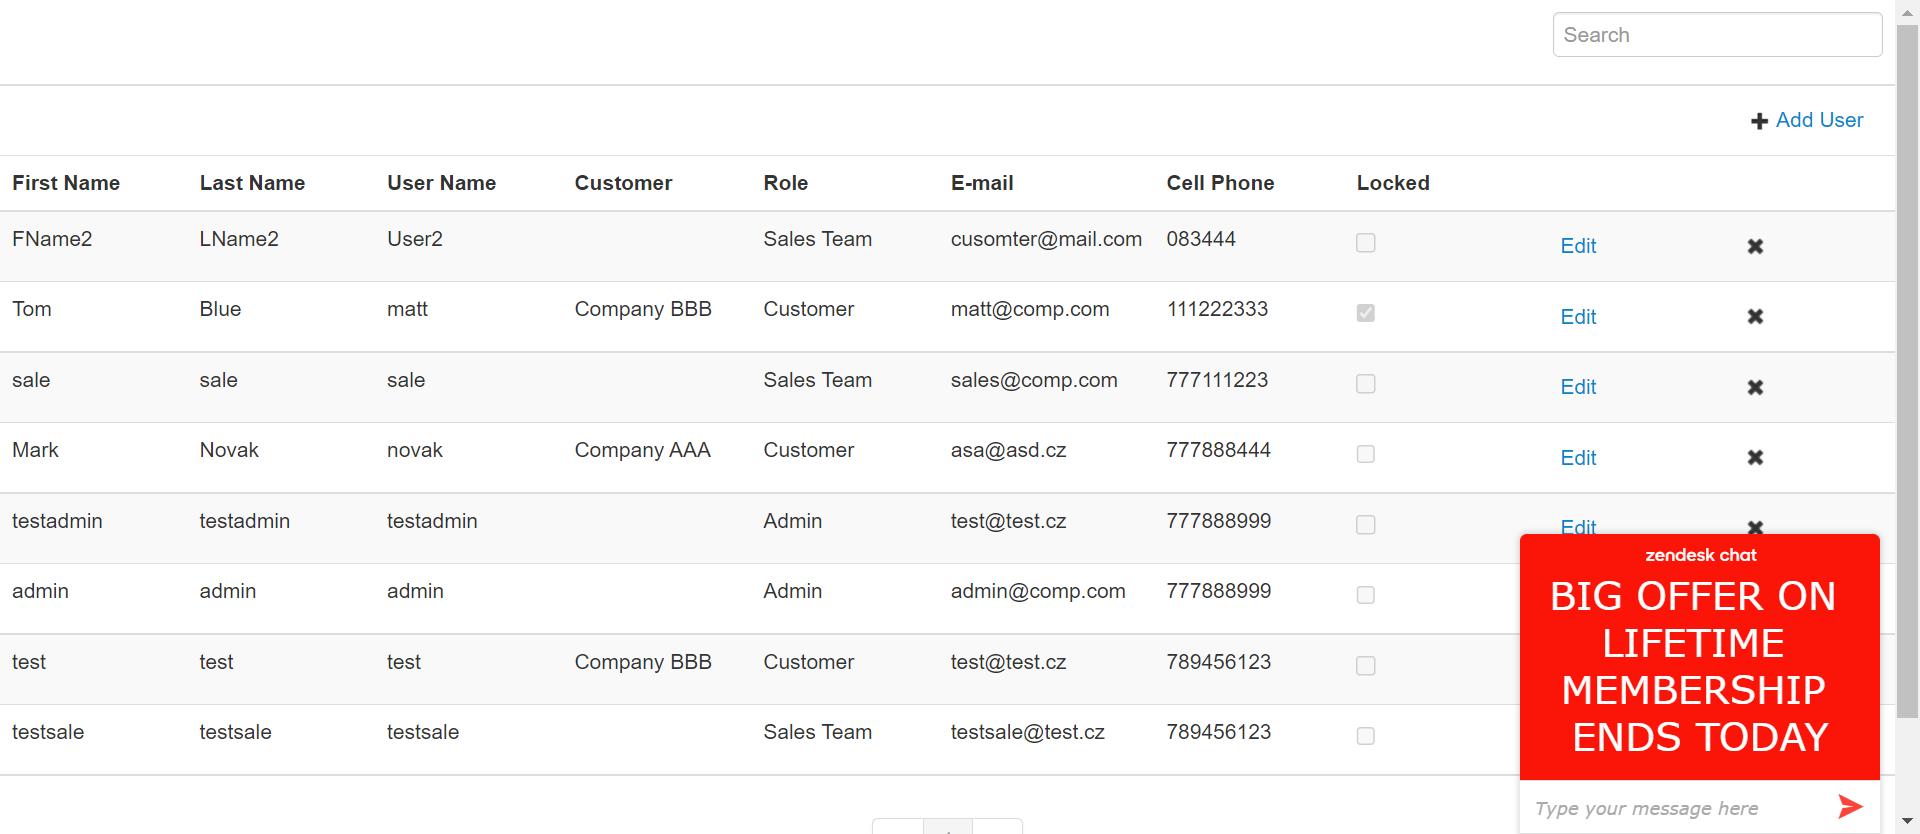 Search
Add User
First Name Last Name User Name Customer Role E-mail Cell Phone Locked
FName2 LName2 User2 Sales Team cusomter@mail.com 083444 Edit
Tom Blue matt Company BBB Customer matt@comp.com 111222333 Edit
sale sale sale Sales Team sales@comp.com 777111223 Edit
Mark Novak novak Company AAA Customer asa@asd.cz 777888444 Edit
testadmin testadmin testadmin Admin test@test.cz 777888999 Edit
admin admin admin Admin admin@comp.com 777888999
test test test Company BBB Customer test@test.cz 789456123
testsale testsale testsale Sales Team testsale@test.cz 789456123
zendesk chat
BIG OFFER ON
LIFETIME
MEMBERSHIP
ENDS TODAY
Type your message here